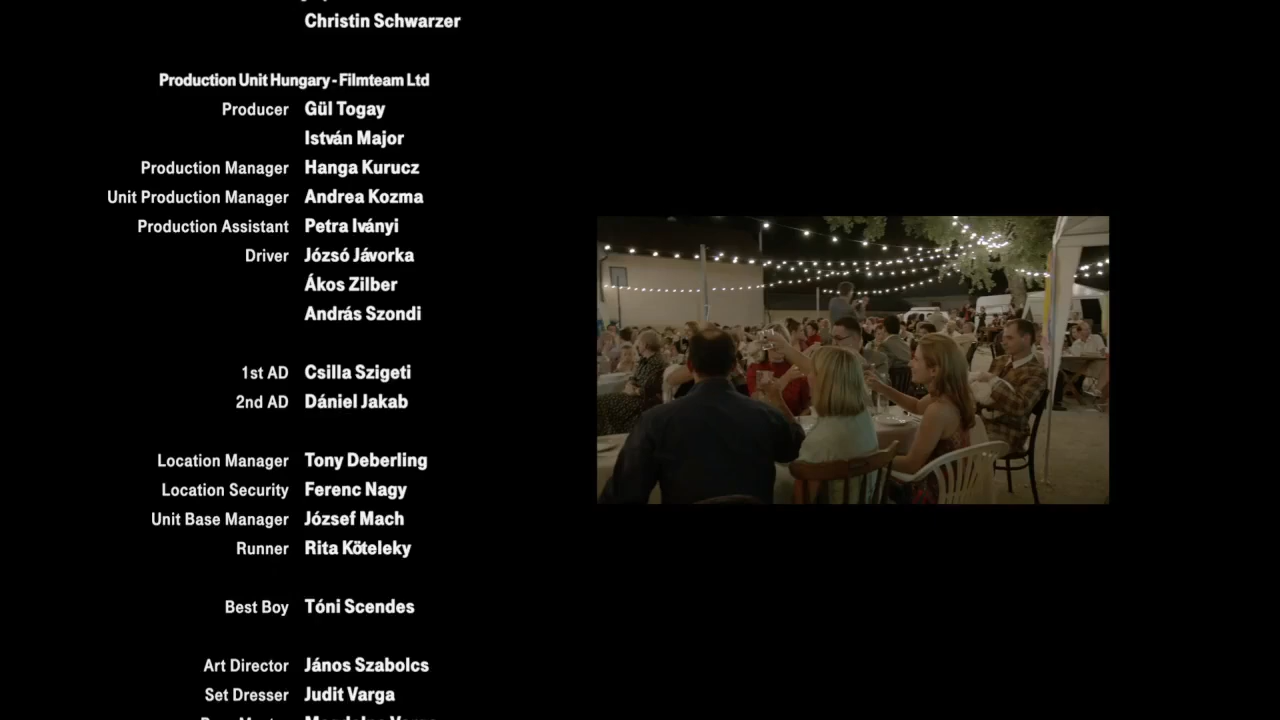 Christin Schwarzer
Production Unit Hungary - Filmteam Ltd
Producer Gül Togay
István Major
Production Manager Hanga Kurucz
Unit Production Manager Andrea Kozma
Production Assistant Petra Iványi
Driver Józsó Jávorka
Ákos Zilber
András Szondi
1st AD Csilla Szigeti
2nd AD Dániel Jakab
Location Manager Tony Deberling
Location Security Ferenc Nagy
Unit Base Manager József Mach
Runner Rita Köteleky
Best Boy Tóni Scendes
Art Director János Szabolcs
Set Dresser Judit Varga